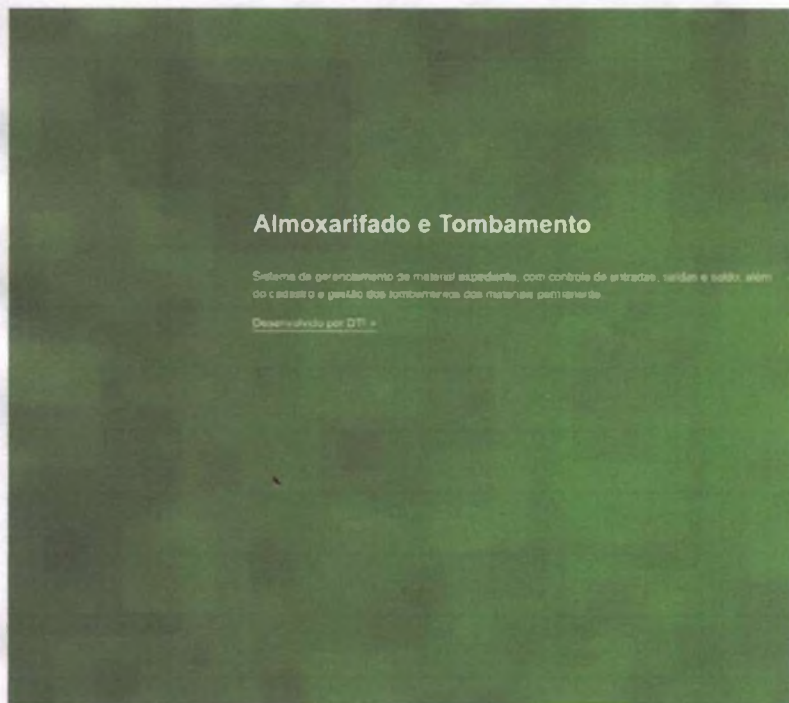 Almoxarifado e Tombamento
Sistema de gerenciamento de material expediente, com controle de entradas, saídas e saldo, além
do cadastro e gestão dos tombamentos dos materiais permanente.
Desenvolvido por DTI »